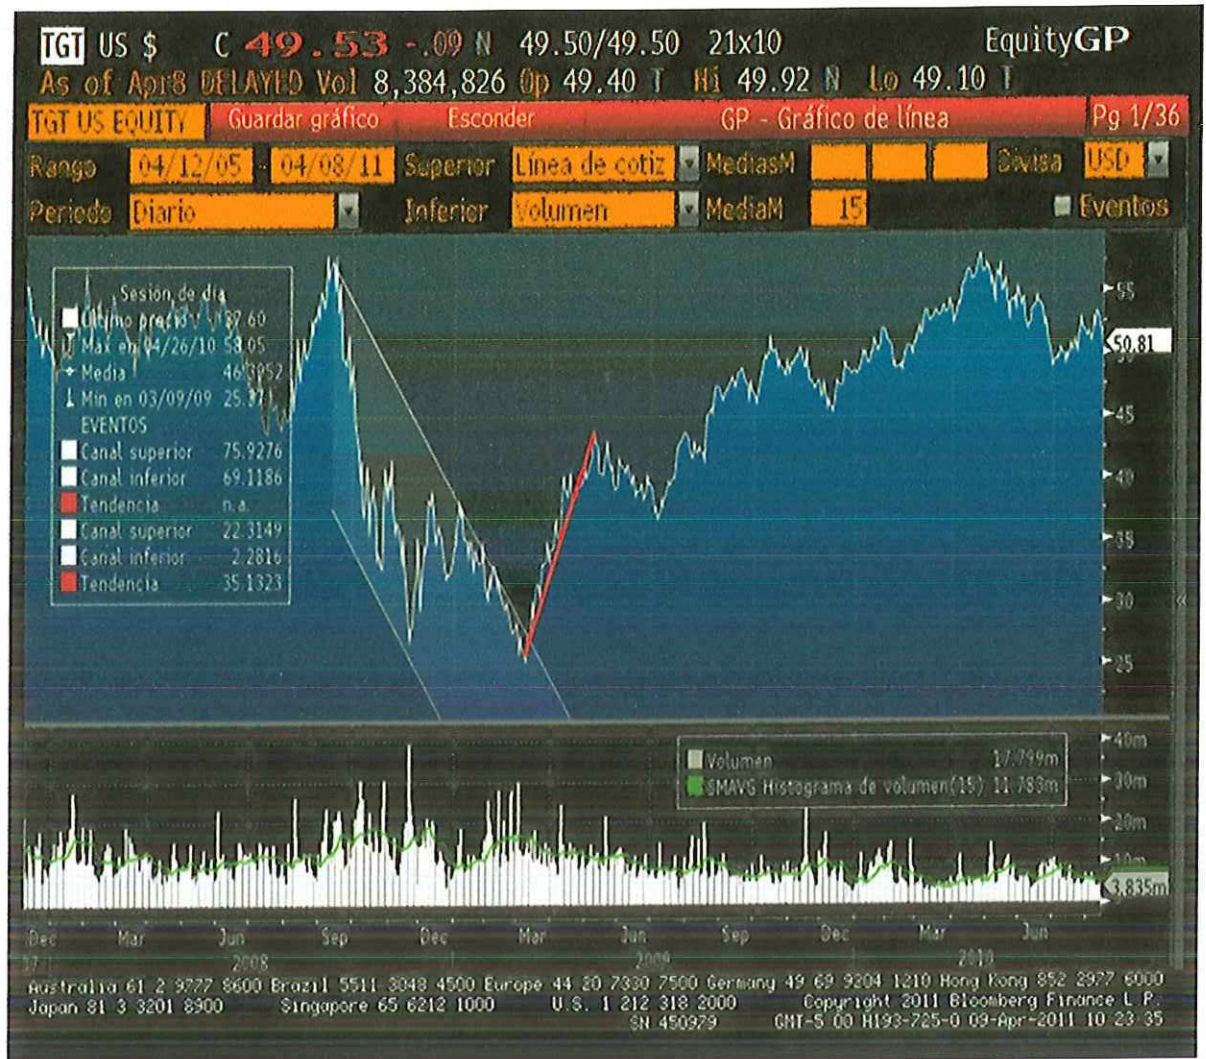 TGT US $ C 49.53 -.09 N 49.50/49.50 21x10 EquityGP
As of Apr8 DELAYED Vol 8,384,826 Op 49.40 T Hi 49.92 N Lo 49.10 T
TGT US EQUITY Guardar gráfico Esconder GP - Gráfico de línea Pg 1/36
Rango 04/12/05 - 04/08/11 Superior Línea de cotiz MediasM Divisa USD
Periodo Diario Inferior Volumen MediaM 15 Eventos
Sesión de día
Último precio
Max en 04/26/10 58.05
Media 46.3952
Min en 03/09/09 25.37
EVENTOS
Canal superior 75.9276
Canal inferior 69.1186
Tendencia n.a.
Canal superior 22.3149
Canal inferior 2.2816
Tendencia 35.1323
55
50.81
45
40
35
30
25
«
40m
Volumen 17.799m
SMAVG Histograma de volumen(15) 11.783m
30m
20m
10m
3.835m
Dec Mar Jun Sep Dec Mar Jun Sep Dec Mar Jun
2008 2009 2010
Australia 61 2 9777 8600 Brazil 5511 3048 4500 Europe 44 20 7330 7500 Germany 49 69 9204 1210 Hong Kong 852 2977 6000
Japan 81 3 3201 8900 Singapore 65 6212 1000 U.S. 1 212 318 2000 Copyright 2011 Bloomberg Finance L.P.
SN 450979 GMT-5:00 H193-725-0 09-Apr-2011 10:23:35